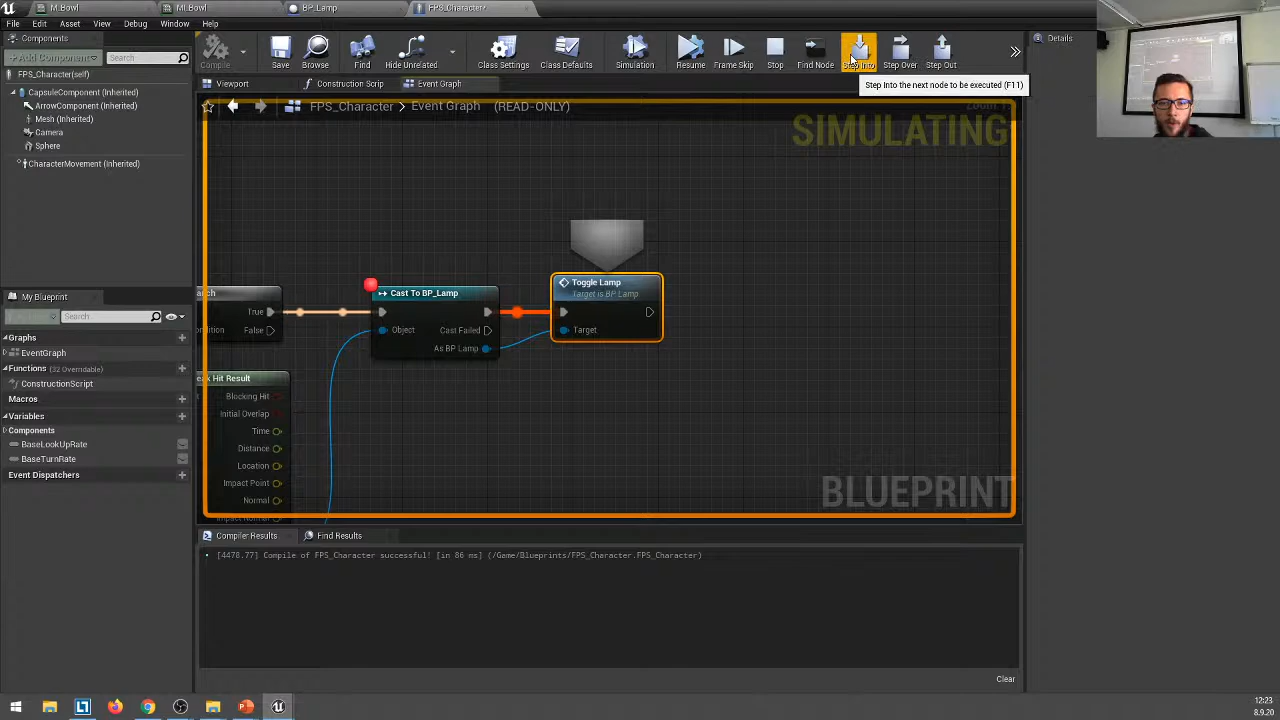 M.Bowl
MI.Bowl
BP_Lamp
FPS_Character*
File Edit Asset View Debug Window Help
Components
Add Component Search
FPS_Character(self)
CapsuleComponent (Inherited)
ArrowComponent (Inherited)
Mesh (Inherited)
Camera
Sphere
CharacterMovement (Inherited)
Compile Save Browse Find Hide Unrelated Class Settings Class Defaults Simulation Resume Frame Skip Stop Find Node Step Into Step Over Step Out
Details
Viewport Construction Script Event Graph
Step Into the next node to be executed (F11)
FPS_Character > Event Graph (READ-ONLY)
SIMULATING
Toggle Lamp
Target is BP Lamp
Target
True
False
Cast To BP_Lamp
Object
Cast Failed
As BP Lamp
Hit Result
Blocking Hit
Initial Overlap
Time
Distance
Location
Impact Point
Normal
Impact Normal
BLUEPRINT
My Blueprint
Search
Graphs
EventGraph
Functions (32 Overridable)
ConstructionScript
Macros
Variables
Components
BaseLookUpRate
BaseTurnRate
Event Dispatchers
Compiler Results Find Results
[4478.77] Compile of FPS_Character successful! [in 86 ms] (/Game/Blueprints/FPS_Character.FPS_Character)
Clear
12:23
8.9.20